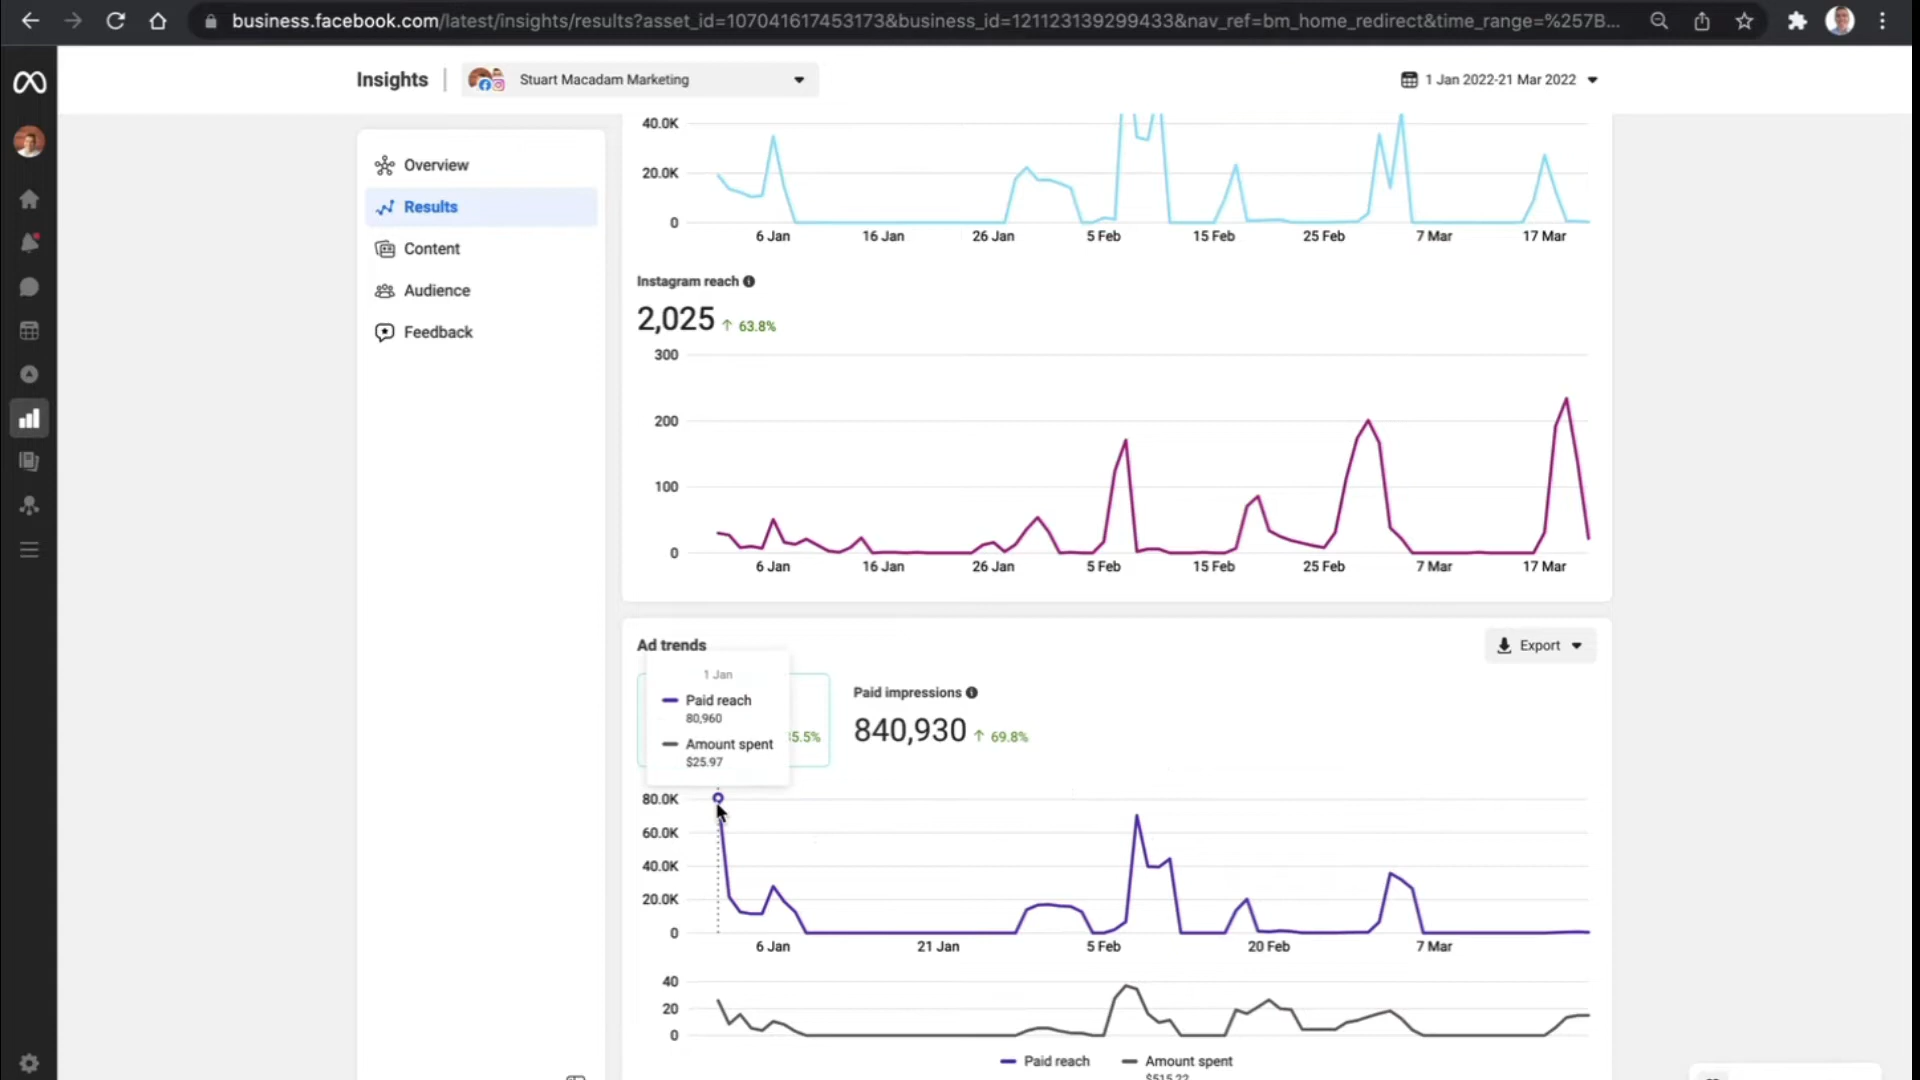 business.facebook.com/latest/insights/results?asset_id=107041617453173&business_id=121123139299433&nav_ref=bm_home_redirect&time_range=%257B...
Insights
Stuart Macadam Marketing
1 Jan 2022-21 Mar 2022
Overview
Results
Content
Audience
Feedback
40.0K
20.0K
0
6 Jan 16 Jan 26 Jan 5 Feb 15 Feb 25 Feb 7 Mar 17 Mar
Instagram reach
2,025 ↑ 63.8%
300
200
100
0
6 Jan 16 Jan 26 Jan 5 Feb 15 Feb 25 Feb 7 Mar 17 Mar
Ad trends
Export
1 Jan
Paid reach
80,960
Amount spent
$25.97
5.5%
Paid impressions
840,930 ↑ 69.8%
80.0K
60.0K
40.0K
20.0K
0
6 Jan 21 Jan 5 Feb 20 Feb 7 Mar
40
20
0
Paid reach Amount spent
$515.22